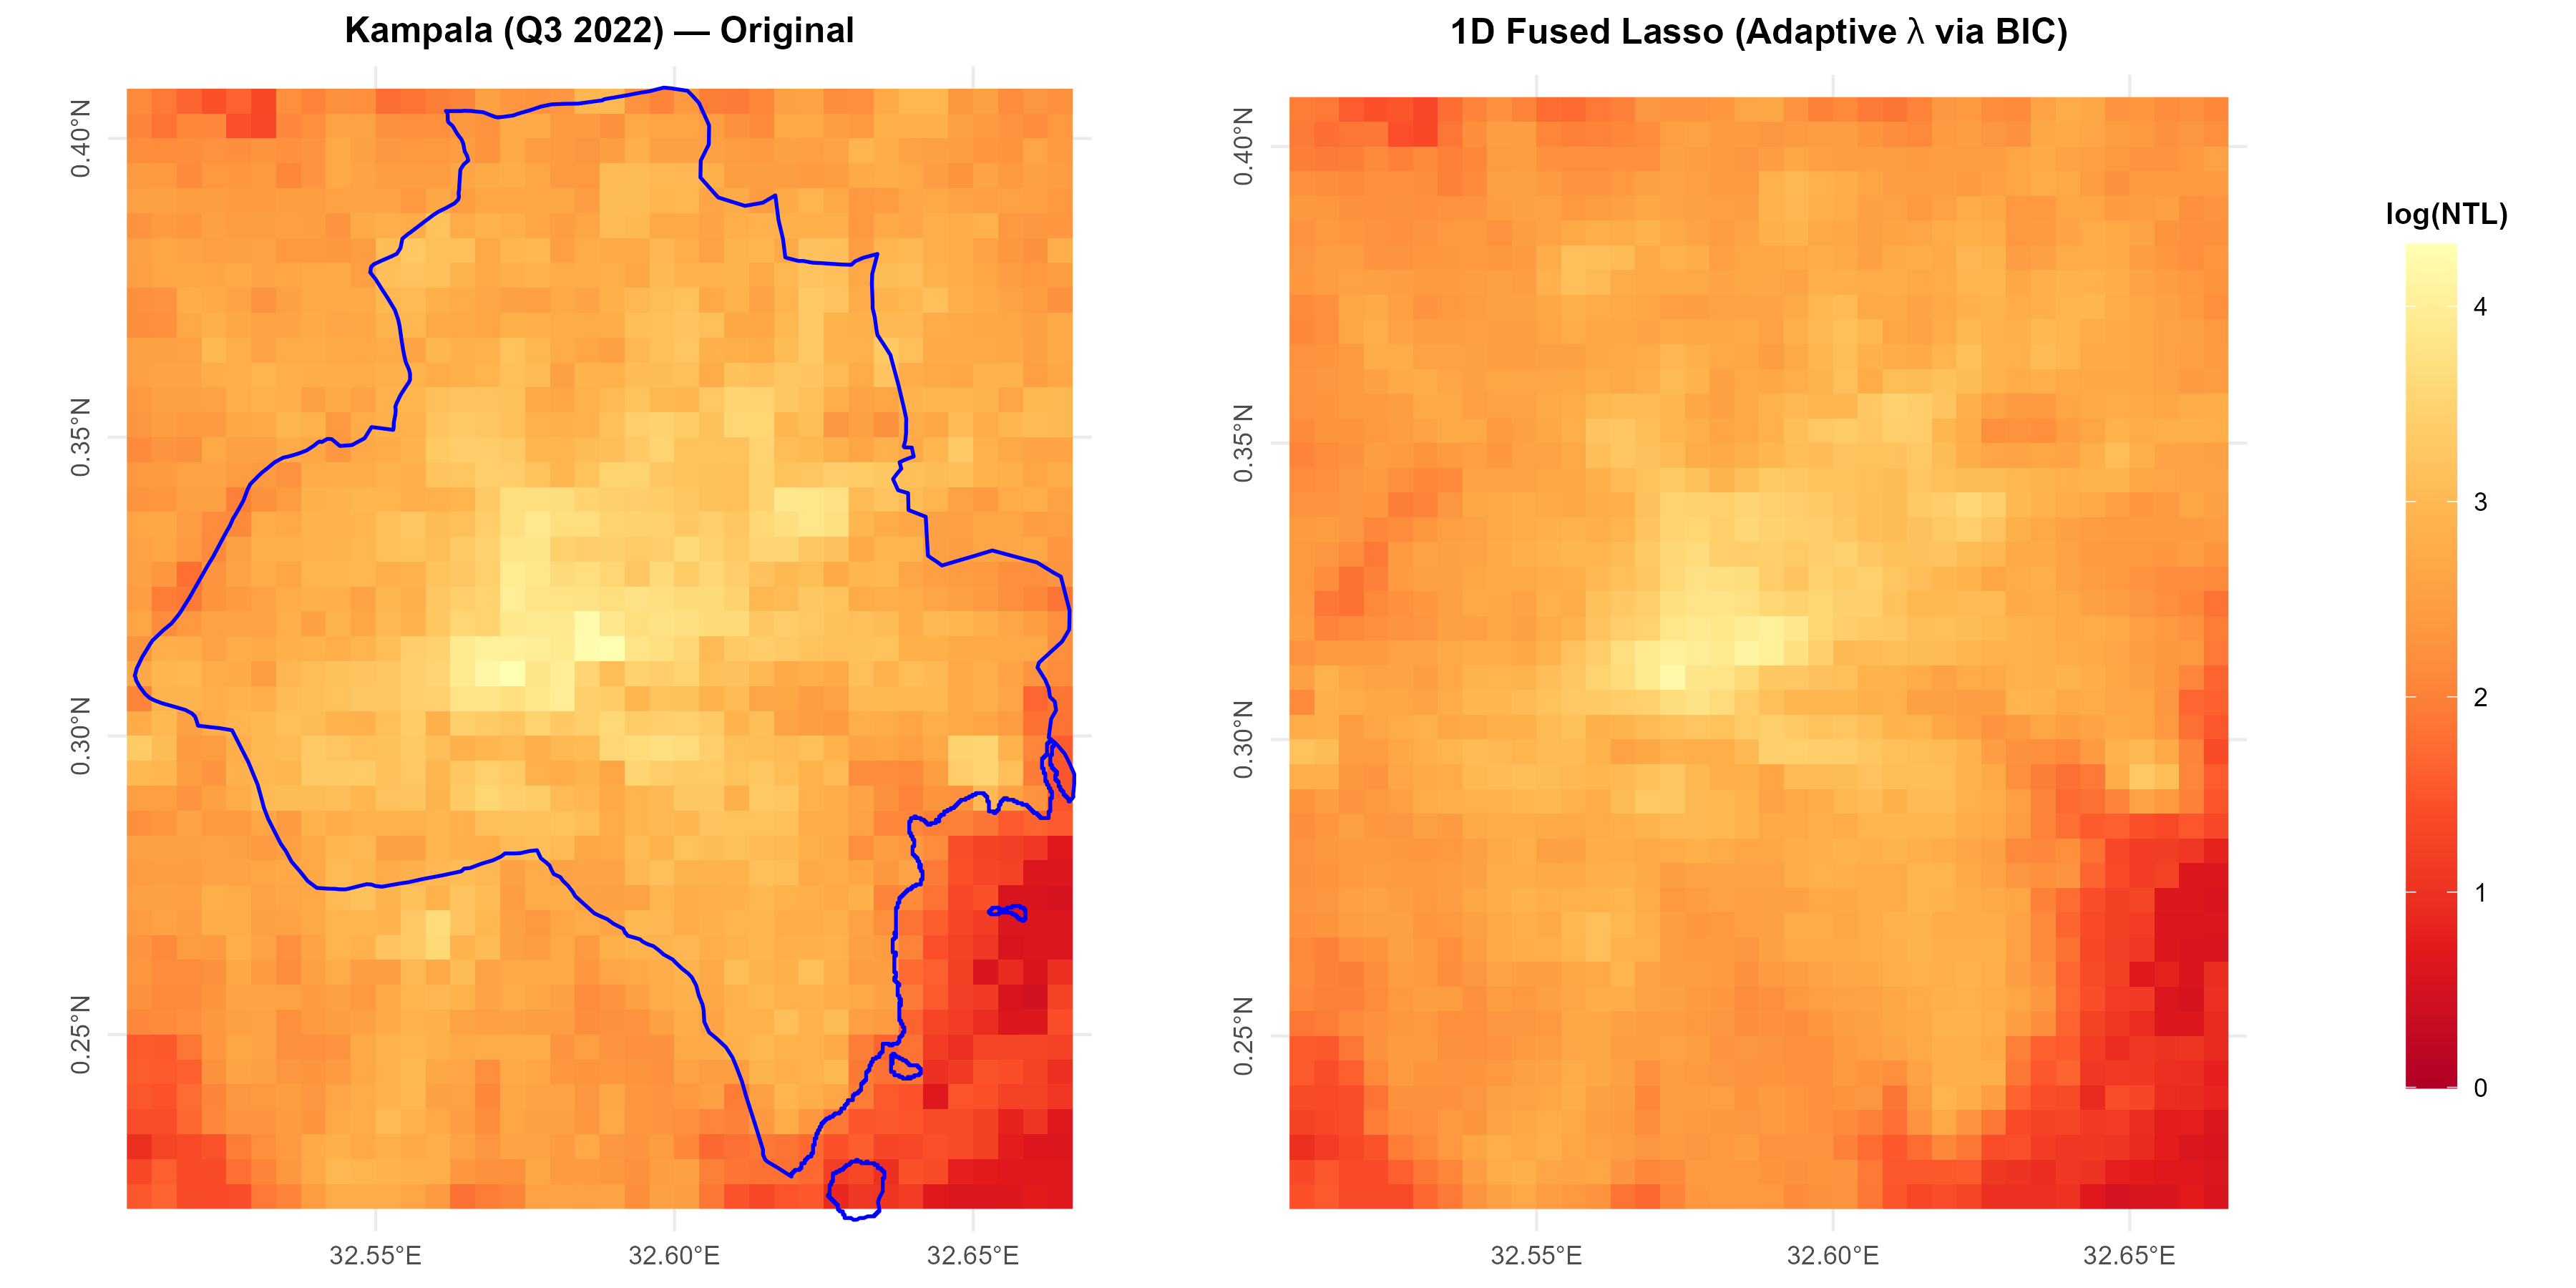 Kampala (Q3 2022) — Original
0.40°N
0.35°N
0.30°N
0.25°N
32.55°E 32.60°E 32.65°E
1D Fused Lasso (Adaptive λ via BIC)
0.40°N
0.35°N
0.30°N
0.25°N
32.55°E 32.60°E 32.65°E
log(NTL)
4
3
2
1
0